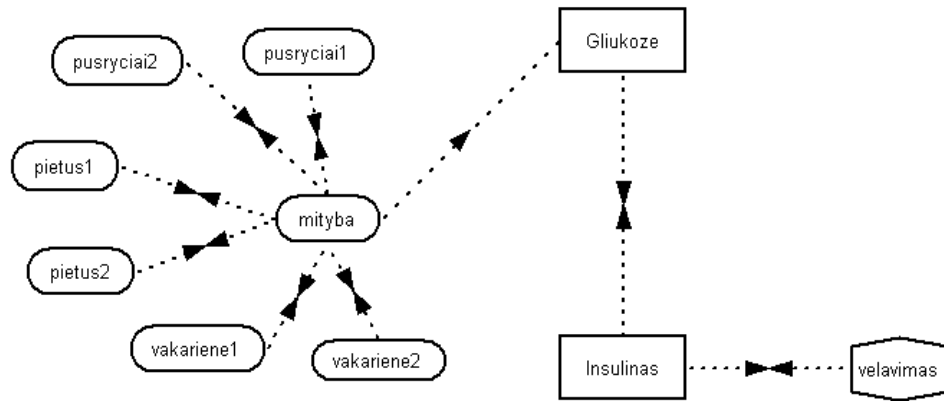 pusryciai2
pusryciai1
Gliukoze
pietus1
mityba
pietus2
vakariene1
vakariene2
Insulinas
velavimas